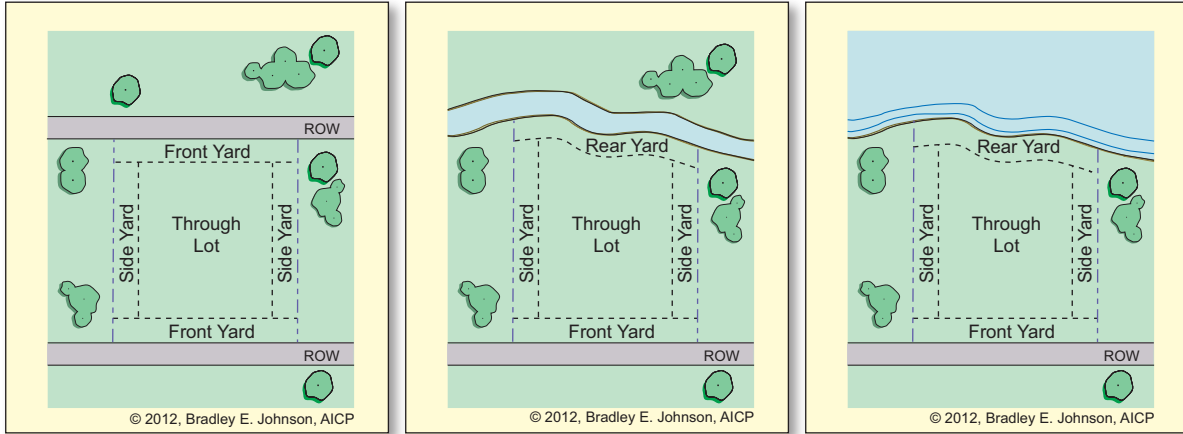 ROW
Front Yard
Side Yard
Through
Lot
Side Yard
Front Yard
ROW
© 2012, Bradley E. Johnson, AICP
Rear Yard
Side Yard
Through
Lot
Side Yard
Front Yard
ROW
© 2012, Bradley E. Johnson, AICP
Rear Yard
Side Yard
Through
Lot
Side Yard
Front Yard
ROW
© 2012, Bradley E. Johnson, AICP